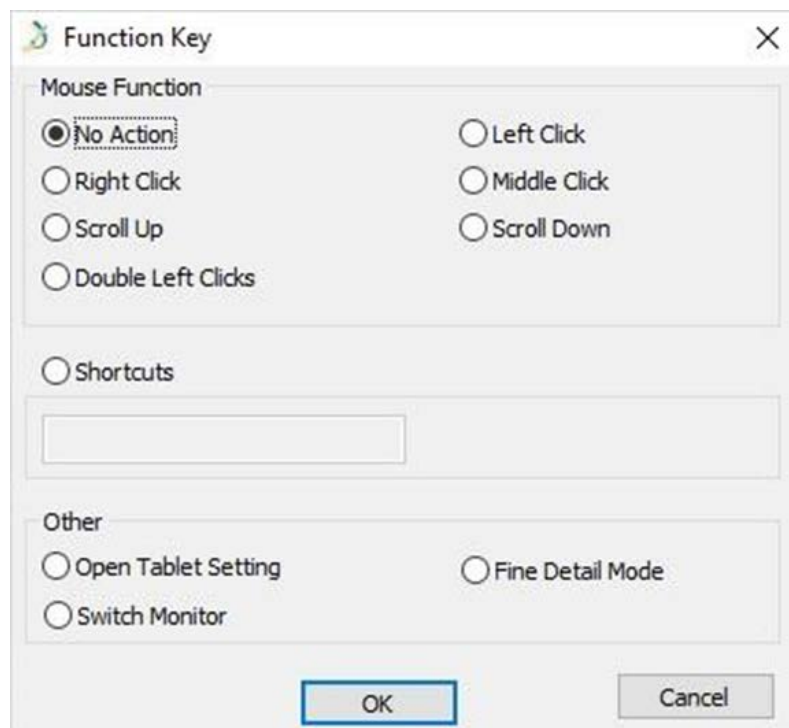 Function Key
Mouse Function
No Action Left Click
Right Click Middle Click
Scroll Up Scroll Down
Double Left Clicks
Shortcuts
Other
Open Tablet Setting Fine Detail Mode
Switch Monitor
OK Cancel